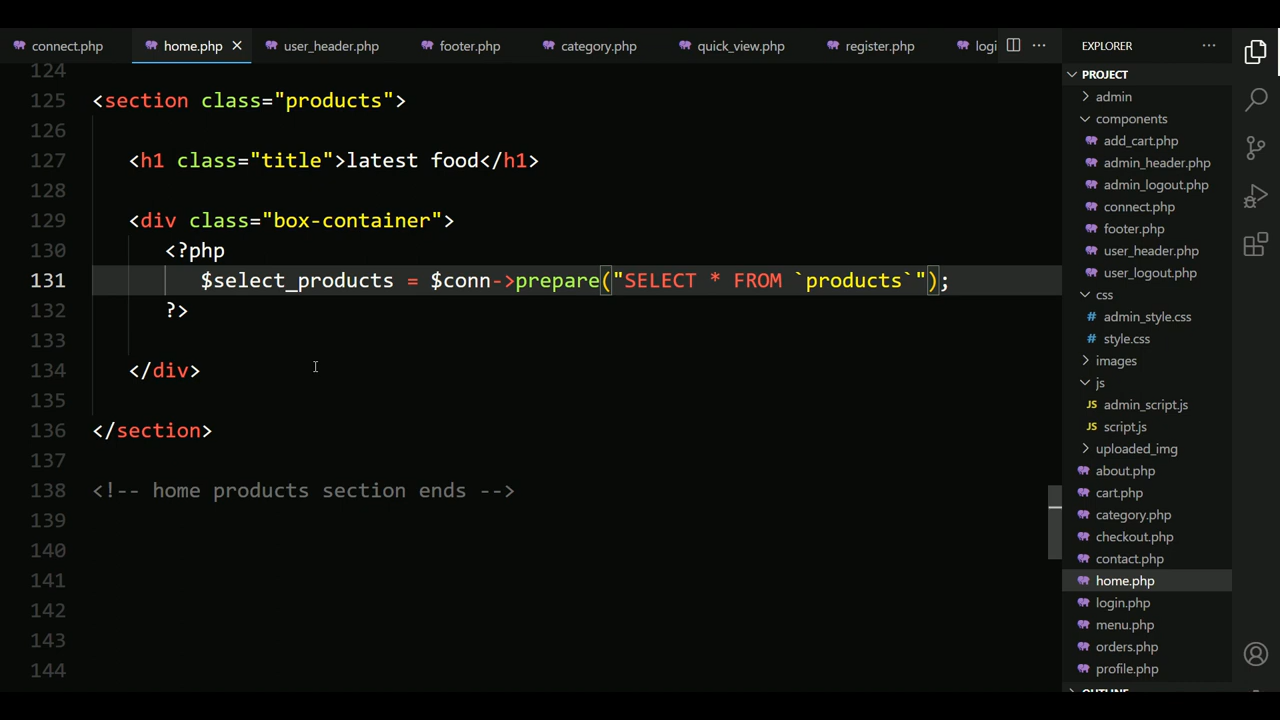 connect.php home.php user_header.php footer.php category.php quick_view.php register.php logi
124
125 <section class="products">
126
127 <h1 class="title">latest food</h1>
128
129 <div class="box-container">
130 <?php
131 $select_products = $conn->prepare("SELECT * FROM `products`");
132 ?>
133
134 </div>
135
136 </section>
137
138 <!-- home products section ends -->
139
140
141
142
143
144
EXPLORER
PROJECT
admin
components
add_cart.php
admin_header.php
admin_logout.php
connect.php
footer.php
user_header.php
user_logout.php
css
# admin_style.css
# style.css
images
js
JS admin_script.js
JS script.js
uploaded_img
about.php
cart.php
category.php
checkout.php
contact.php
home.php
login.php
menu.php
orders.php
profile.php
OUTLINE